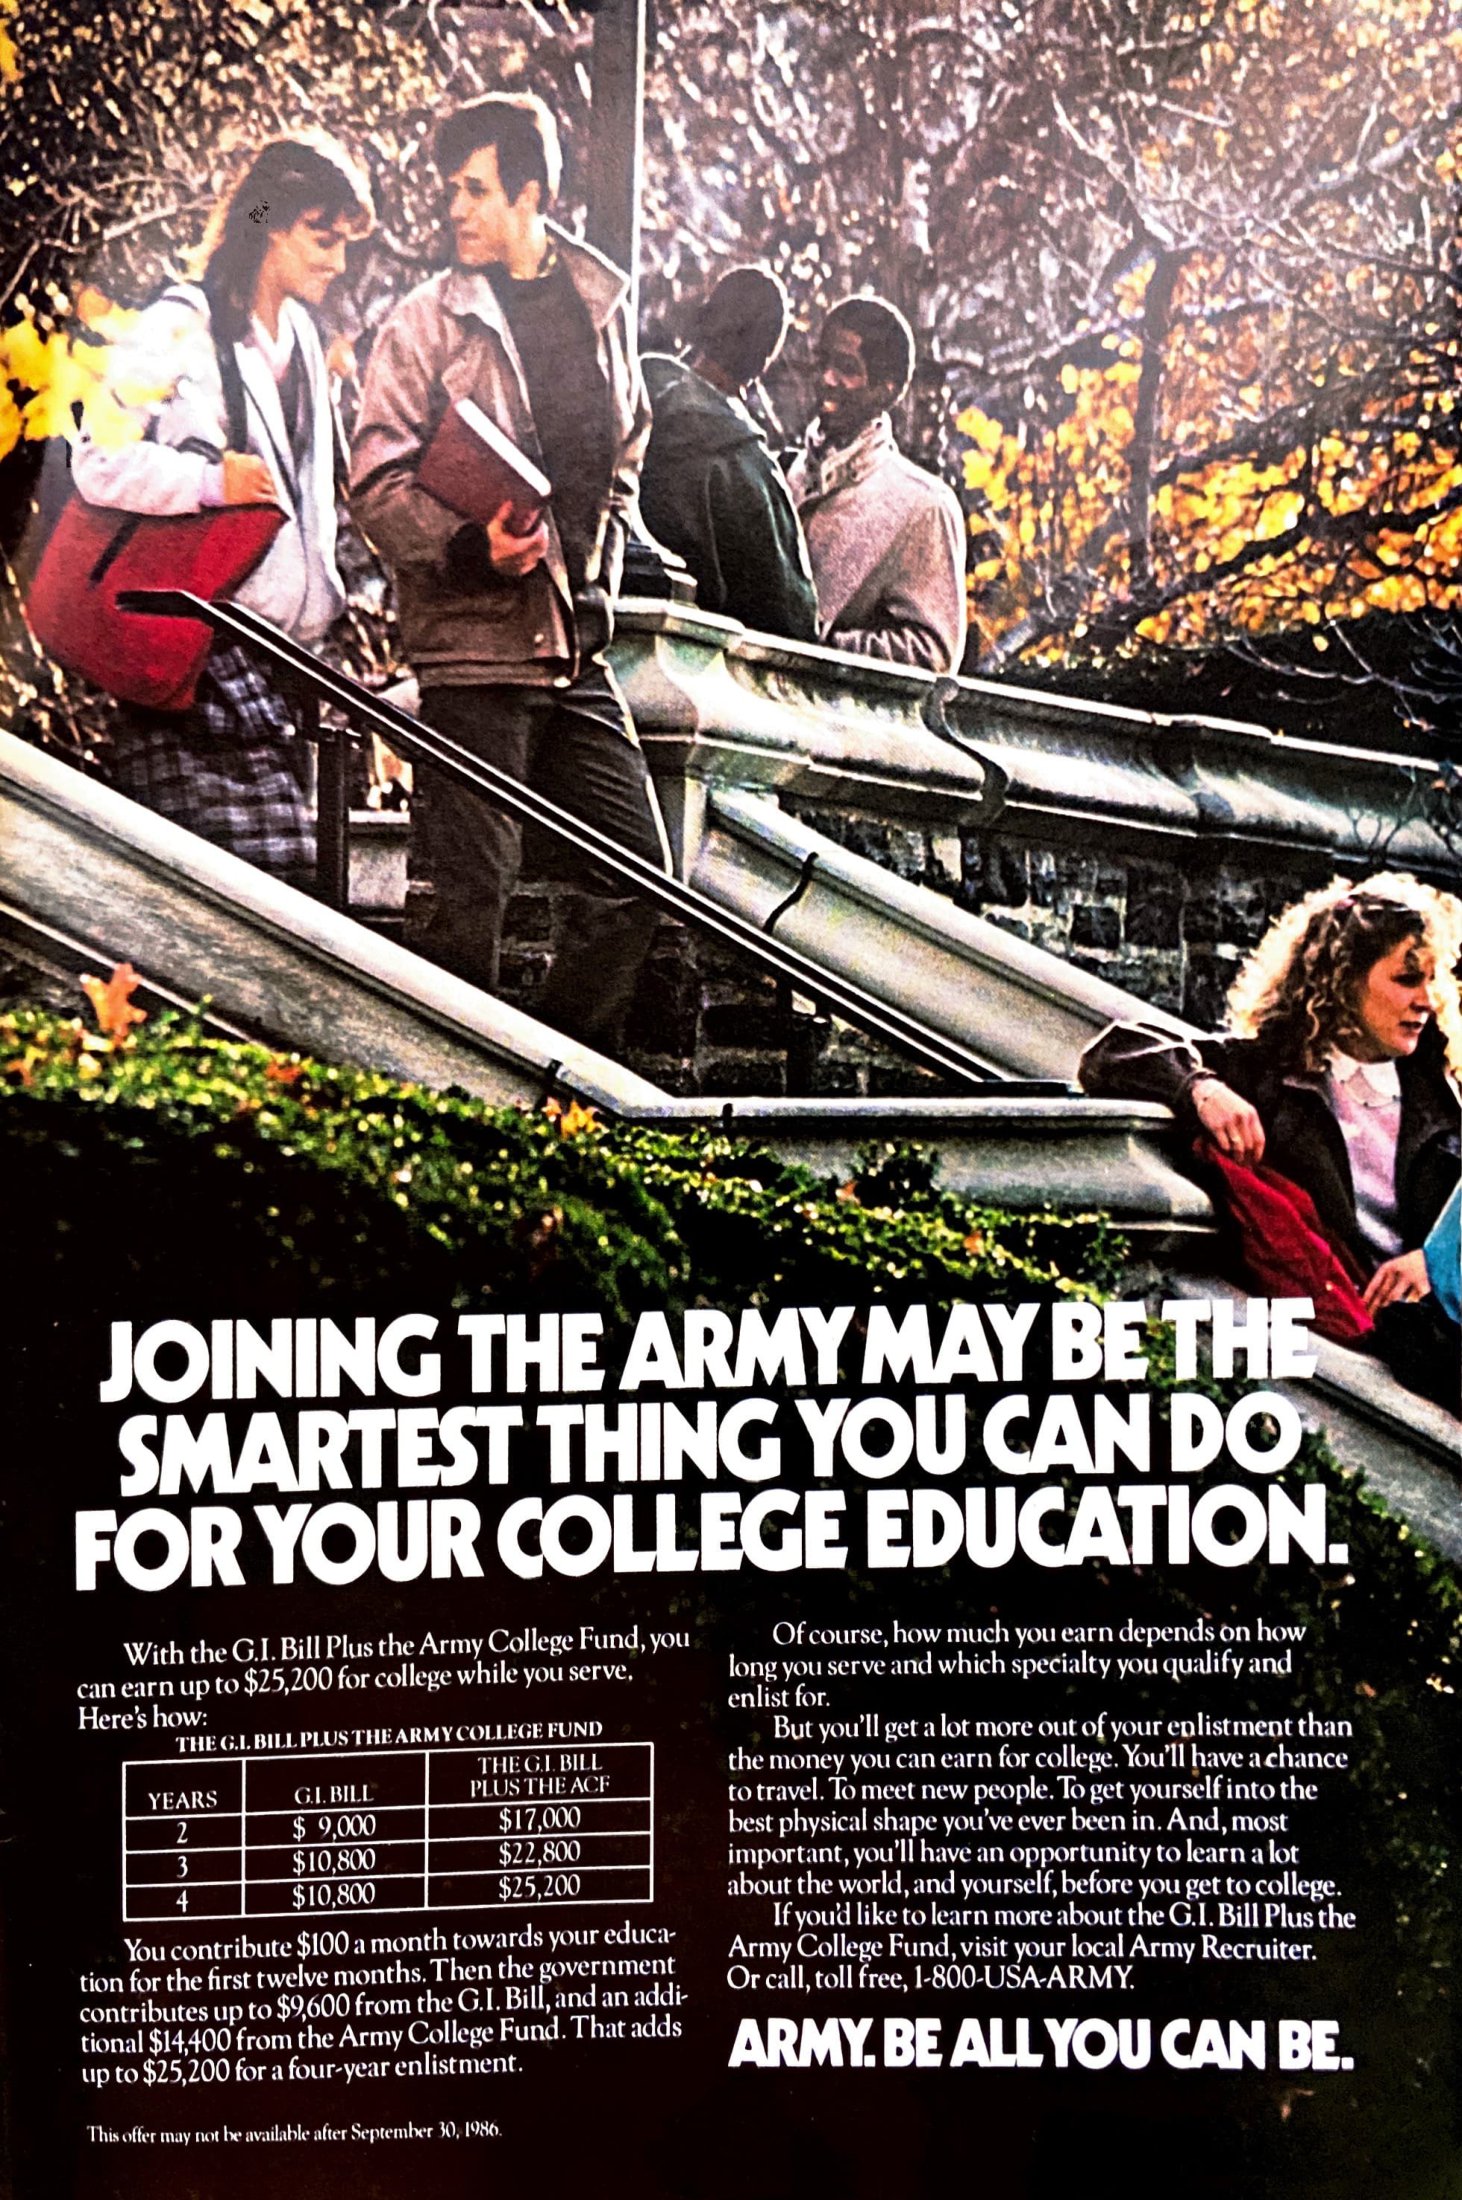 JOINING THE ARMY MAY BE THE
SMARTEST THING YOU CAN DO
FOR YOUR COLLEGE EDUCATION.
With the G.I. Bill Plus the Army College Fund, you
can earn up to $25,200 for college while you serve.
Here's how:
THE G.I. BILL PLUS THE ARMY COLLEGE FUND
YEARS G.I. BILL THE G.I. BILL
PLUS THE ACF
2 $ 9,000 $17,000
3 $10,800 $22,800
4 $10,800 $25,200
You contribute $100 a month towards your educa-
tion for the first twelve months. Then the government
contributes up to $9,600 from the G.I. Bill, and an addi-
tional $14,400 from the Army College Fund. That adds
up to $25,200 for a four-year enlistment.
This offer may not be available after September 30, 1986.
Of course, how much you earn depends on how
long you serve and which specialty you qualify and
enlist for.
But you'll get a lot more out of your enlistment than
the money you can earn for college. You'll have a chance
to travel. To meet new people. To get yourself into the
best physical shape you've ever been in. And, most
important, you'll have an opportunity to learn a lot
about the world, and yourself, before you get to college.
If you'd like to learn more about the G.I. Bill Plus the
Army College Fund, visit your local Army Recruiter.
Or call, toll free, 1-800-USA-ARMY.
ARMY. BE ALL YOU CAN BE.